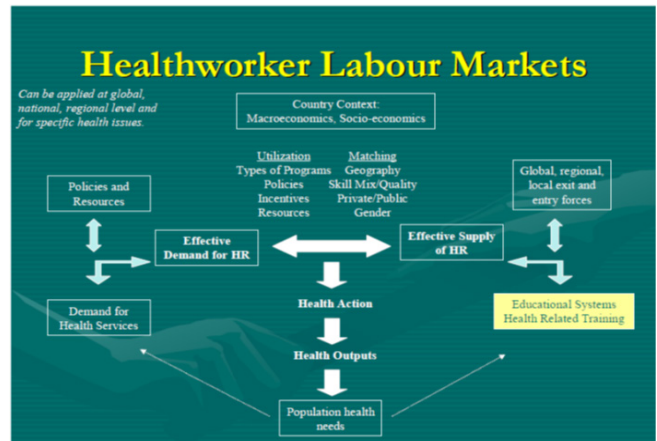 Healthworker Labour Markets
Can be applied at global,
national, regional level and
for specific health issues.
Country Context:
Macroeconomics, Socio-economics
Utilization
Types of Programs
Policies
Incentives
Resources
Matching
Geography
Skill Mix/Quality
Private/Public
Gender
Policies and
Resources
Global, regional,
local exit and
entry forces
Effective
Demand for HR
Effective Supply
of HR
Demand for
Health Services
Health Action
Educational Systems
Health Related Training
Health Outputs
Population health
needs